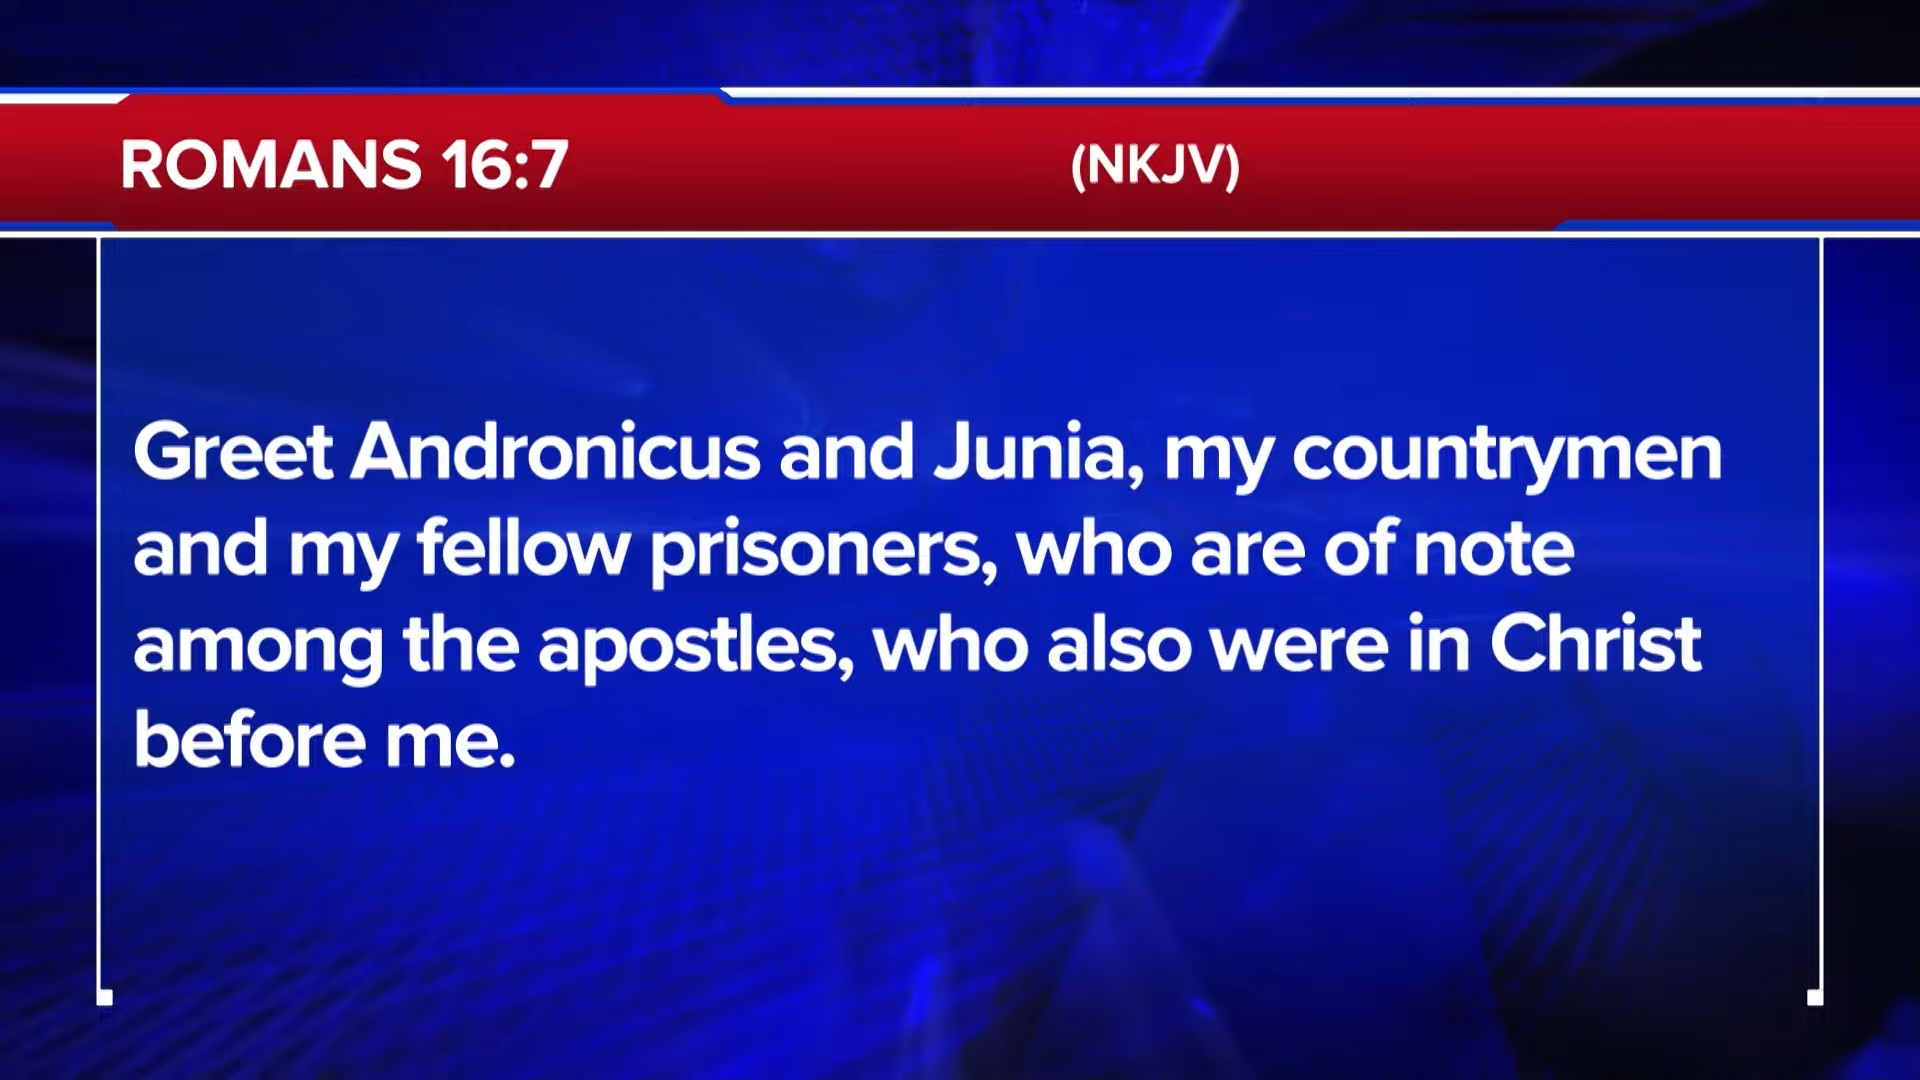 ROMANS 16:7 (NKJV)
Greet Andronicus and Junia, my countrymen
and my fellow prisoners, who are of note
among the apostles, who also were in Christ
before me.